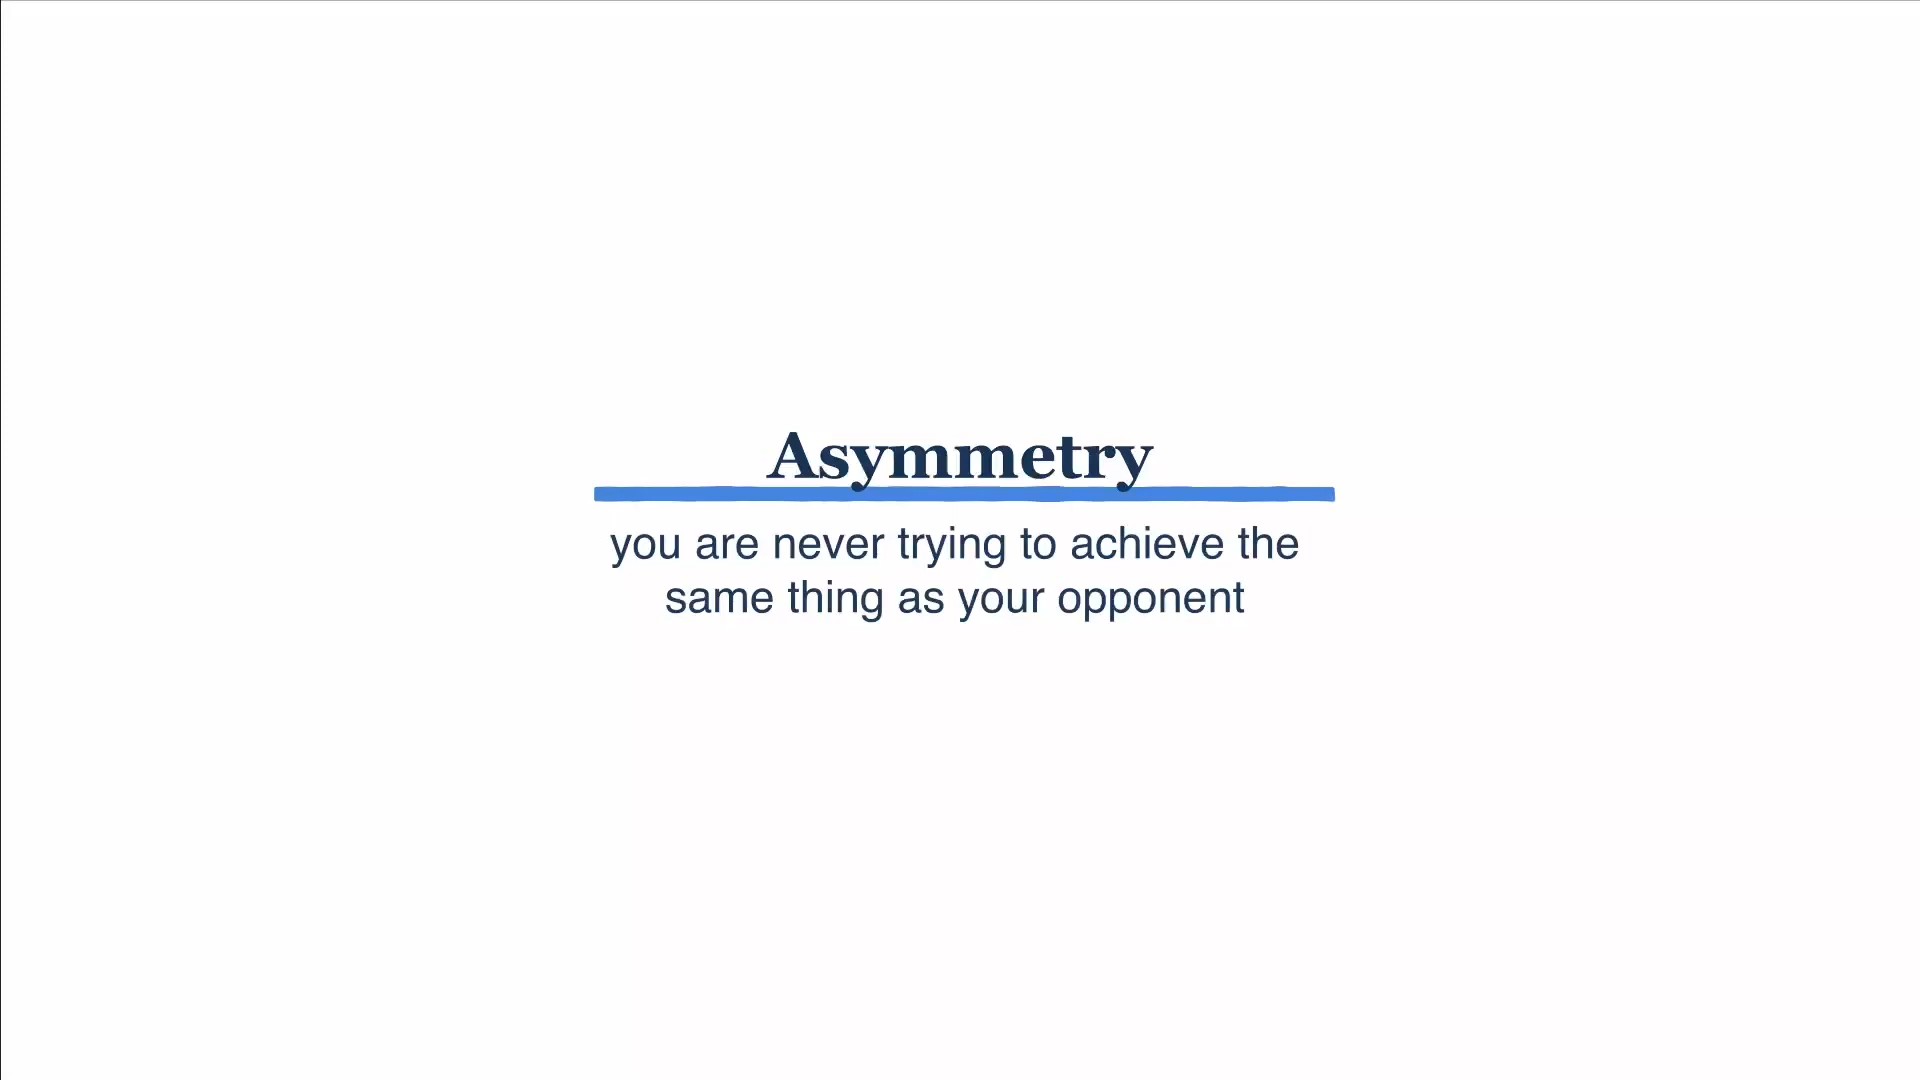 Asymmetry
you are never trying to achieve the
same thing as your opponent